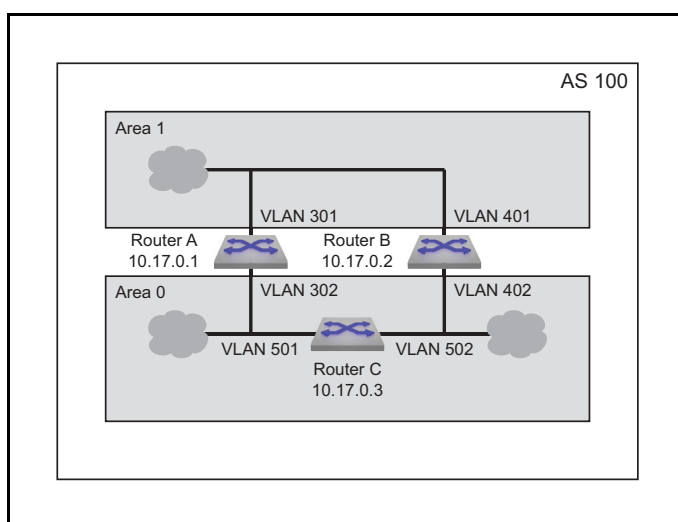 AS 100
Area 1
VLAN 301
VLAN 401
Router A
10.17.0.1
Router B
10.17.0.2
Area 0
VLAN 302
VLAN 402
VLAN 501
VLAN 502
Router C
10.17.0.3